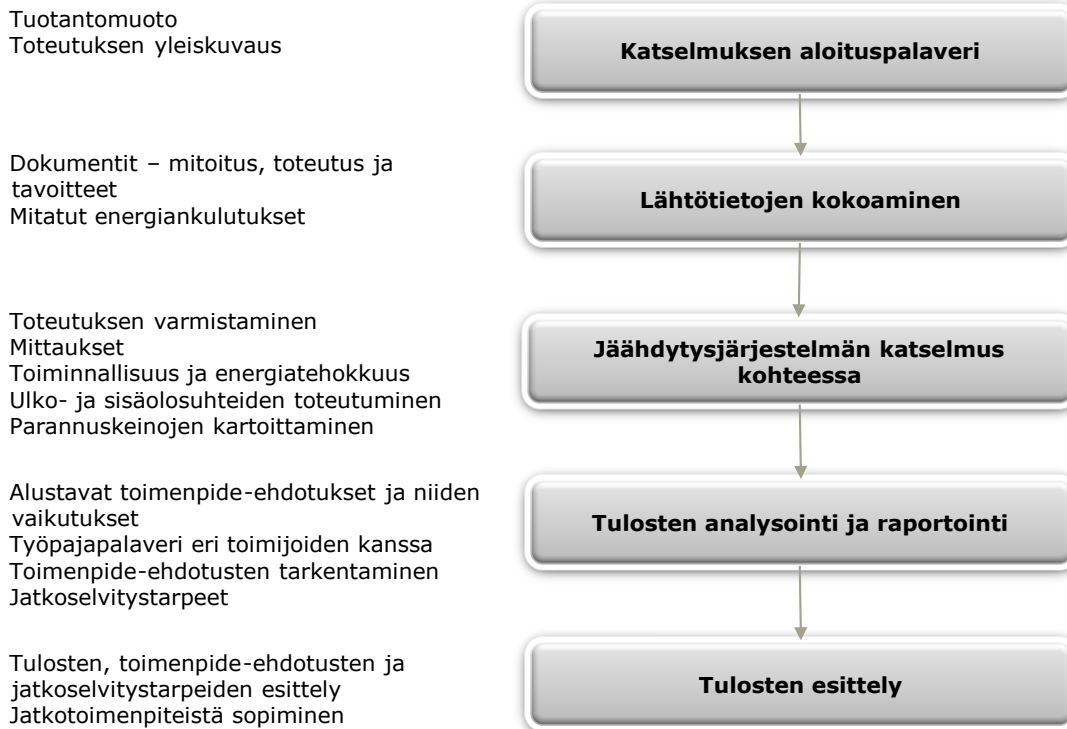 Tuotantomuoto
Toteutuksen yleiskuvaus
Katselmuksen aloituspalaveri
Dokumentit – mitoitus, toteutus ja
tavoitteet
Mitatut energiankulutukset
Lähtötietojen kokoaminen
Toteutuksen varmistaminen
Mittaukset
Toiminnallisuus ja energiatehokkuus
Ulko- ja sisäolosuhteiden toteutuminen
Parannuskeinojen kartoittaminen
Jäähdytysjärjestelmän katselmus
kohteessa
Alustavat toimenpide-ehdotukset ja niiden
vaikutukset
Työpajapalaveri eri toimijoiden kanssa
Toimenpide-ehdotusten tarkentaminen
Jatkoselvitystarpeet
Tulosten analysointi ja raportointi
Tulosten, toimenpide-ehdotusten ja
jatkoselvitystarpeiden esittely
Jatkotoimenpiteistä sopiminen
Tulosten esittely